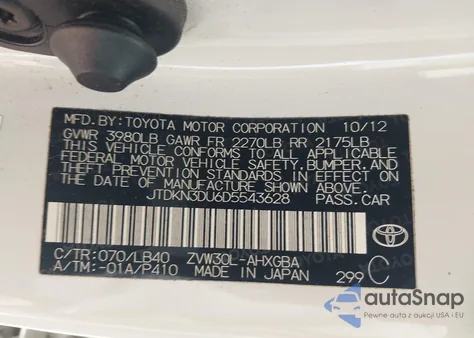 MFD.BY:TOYOTA MOTOR CORPORATION 10/12
GVWR 3980LB GAWR FR 2270LB RR 2175LB
THIS VEHICLE CONFORMS TO ALL APPLICABLE
FEDERAL MOTOR VEHICLE SAFETY,BUMPER,AND
THEFT PREVENTION STANDARDS IN EFFECT ON
THE DATE OF MANUFACTURE SHOWN ABOVE.
JTDKN3DU6D5543628 PASS.CAR
C/TR:070/LB40 ZVW30L-AHXGBA
A/TM:-01A/P410 MADE IN JAPAN 299 C
autoSnap
Pewne auta z aukcji USA i EU